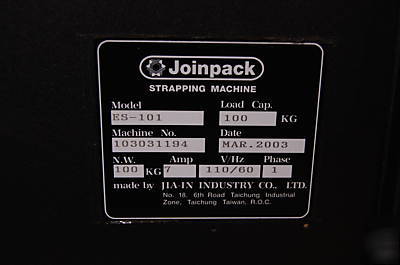 Joinpack
STRAPPING MACHINE
Model Load Cap.
ES-101 100 KG
Machine No. Date
103031194 MAR.2003
N.W. Amp V/Hz Phase
100 KG 7 110/60 1
made by JIA-IN INDUSTRY CO., LTD.
No. 18, 6th Road Taichung Industrial
Zone, Taichung Taiwan, R.O.C.